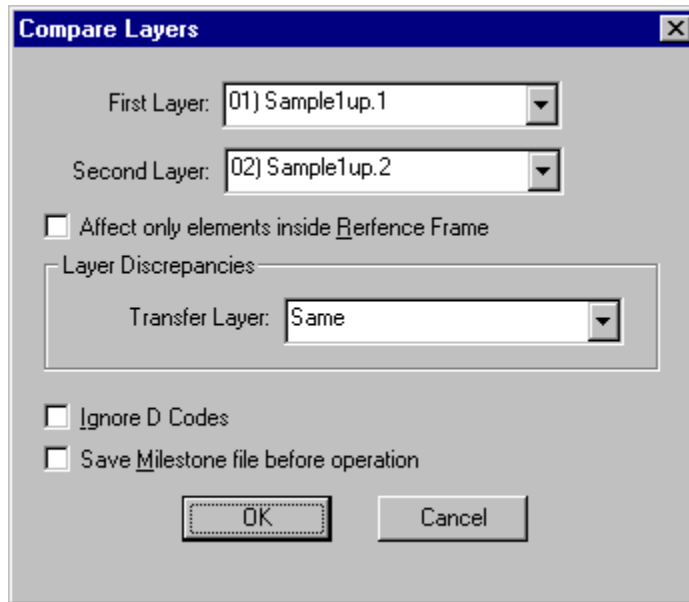 Compare Layers
First Layer: 01) Sample1up.1
Second Layer: 02) Sample1up.2
Affect only elements inside Rerfence Frame
Layer Discrepancies
Transfer Layer: Same
Ignore D Codes
Save Milestone file before operation
OK Cancel